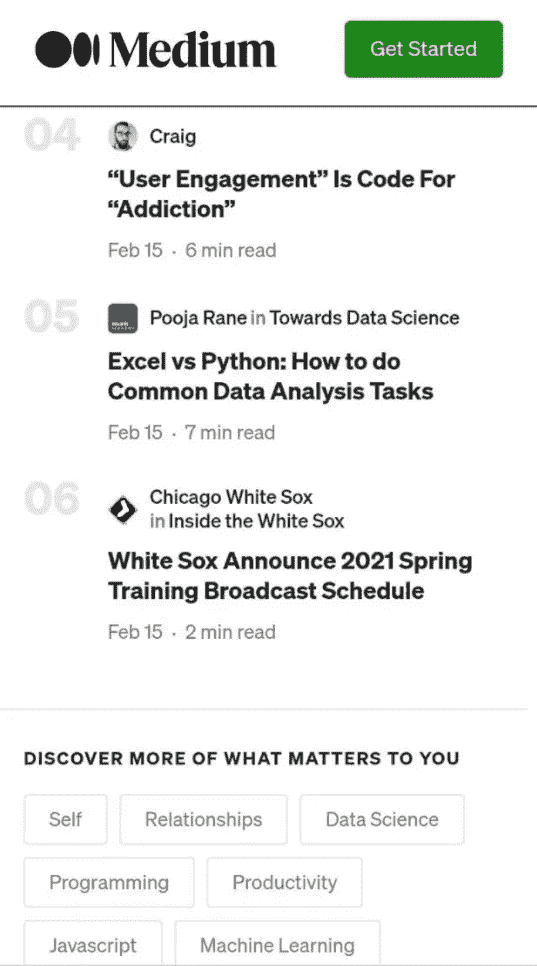 Medium
Get Started
04
Craig
“User Engagement” Is Code For
“Addiction”
Feb 15 · 6 min read
05
Pooja Rane in Towards Data Science
Excel vs Python: How to do
Common Data Analysis Tasks
Feb 15 · 7 min read
06
Chicago White Sox
in Inside the White Sox
White Sox Announce 2021 Spring
Training Broadcast Schedule
Feb 15 · 2 min read
DISCOVER MORE OF WHAT MATTERS TO YOU
Self Relationships Data Science
Programming Productivity
Javascript Machine Learning